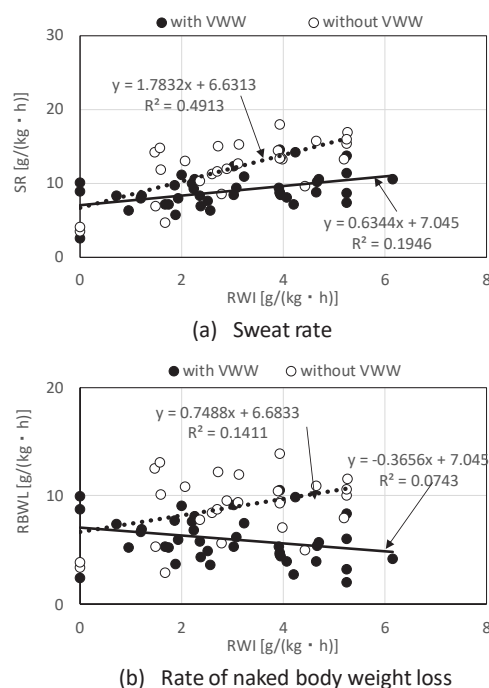 ● with VWW ○ without VWW
30
20
10
0
SR [g/(kg・h)]
y = 1.7832x + 6.6313
R² = 0.4913
y = 0.6344x + 7.045
R² = 0.1946
0 2 4 6 8
RWI [g/(kg・h)]
(a) Sweat rate
● with VWW ○ without VWW
20
10
0
RBWL [g/(kg・h)]
y = 0.7488x + 6.6833
R² = 0.1411
y = -0.3656x + 7.045
R² = 0.0743
0 2 4 6 8
RWI [g/(kg・h)]
(b) Rate of naked body weight loss